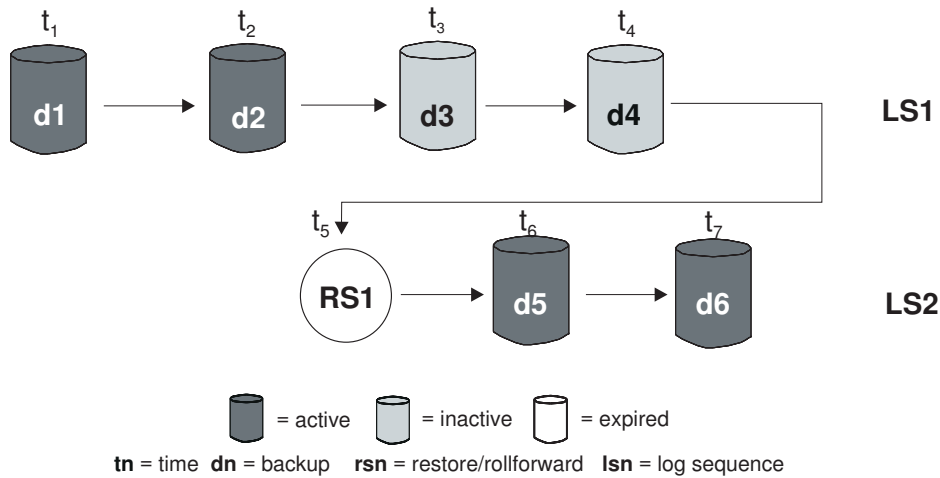 t1 t2 t3 t4
d1 d2 d3 d4 LS1
t5 t6 t7
RS1 d5 d6 LS2
= active = inactive = expired
tn = time dn = backup rsn = restore/rollforward lsn = log sequence